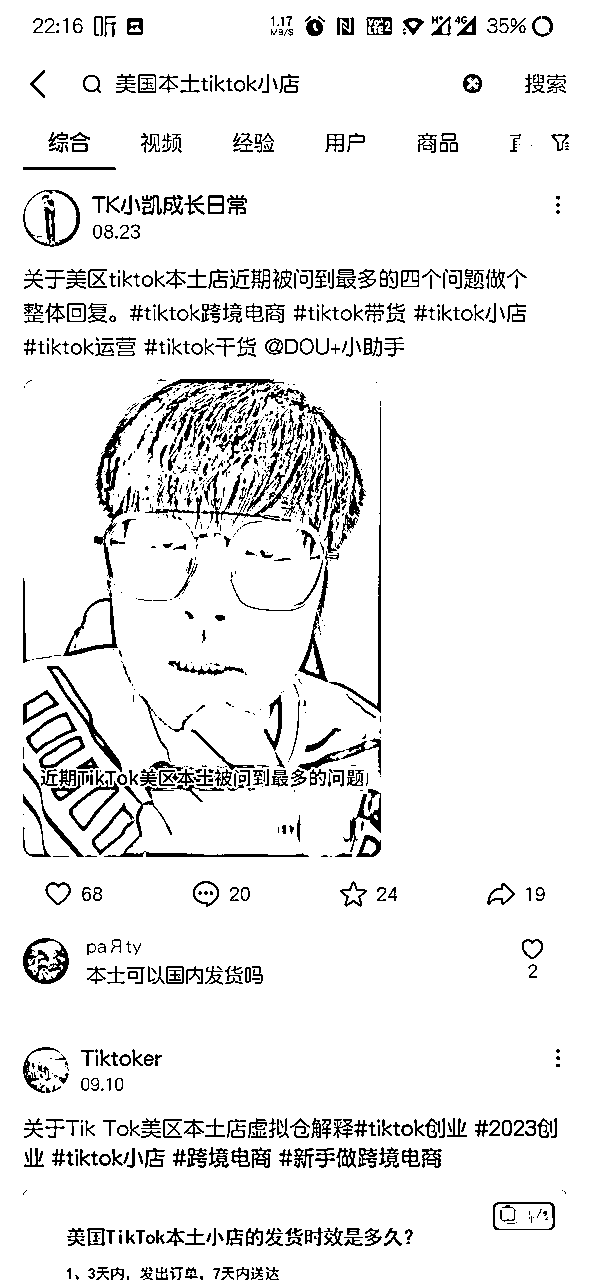 22:16 听
1.17
MB/S
4G
35%
美国本土tiktok小店
搜索
综合
视频
经验
用户
商品
TK小凯成长日常
08.23
关于美区tiktok本土店近期被问到最多的四个问题做个
整体回复。#tiktok跨境电商 #tiktok带货 #tiktok小店
#tiktok运营 #tiktok干货 @DOU+小助手
近期TikTok美区本土被问到最多的问题
68
20
24
19
paЯty
本土可以国内发货吗
2
Tiktoker
09.10
关于Tik Tok美区本土店虚拟仓解释#tiktok创业 #2023创
业 #tiktok小店 #跨境电商 #新手做跨境电商
美国TikTok本土小店的发货时效是多久?
1、3天内，发出订单，7天内送达